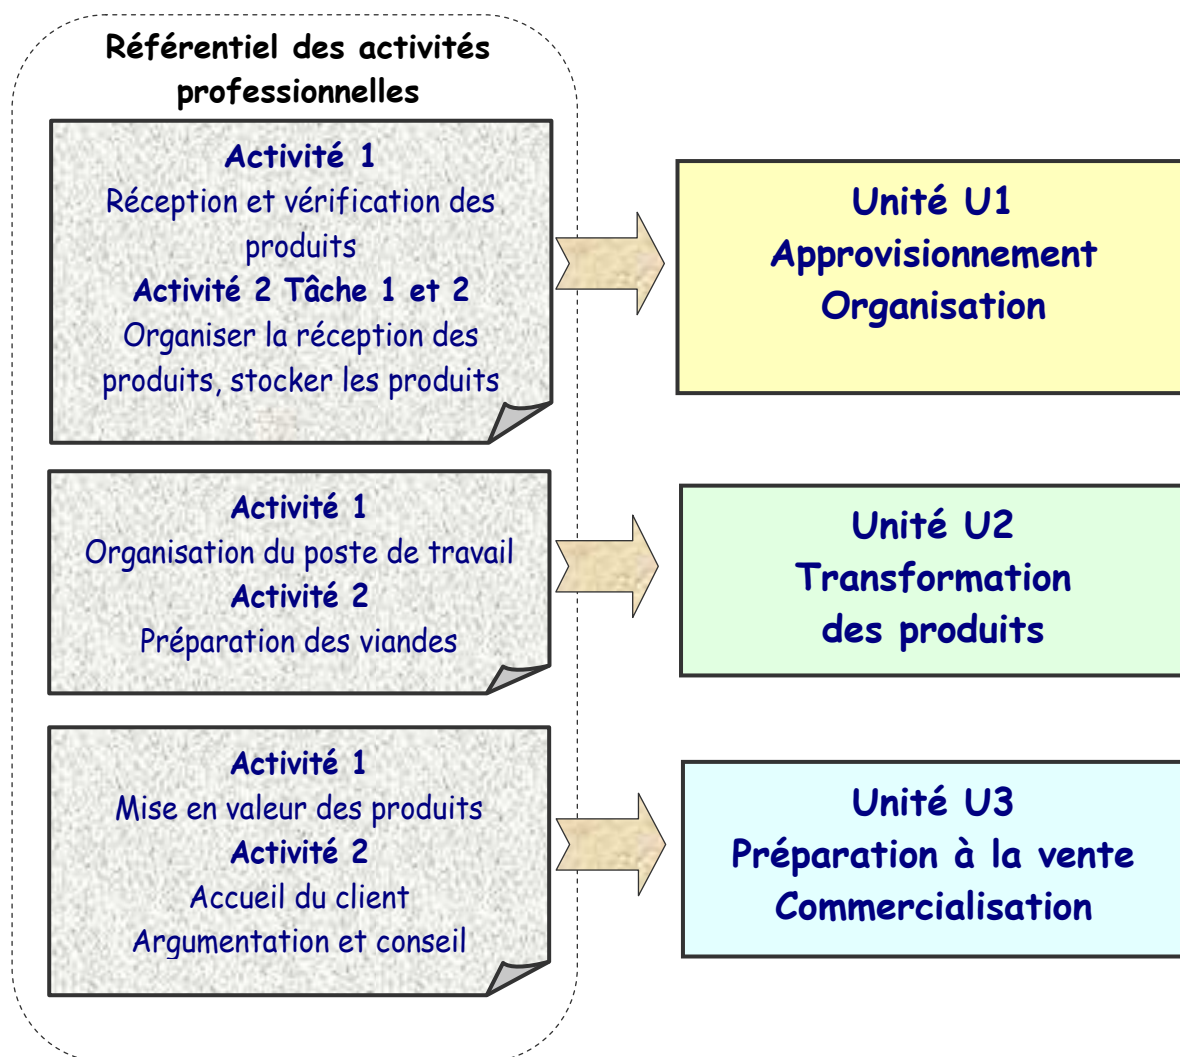 Référentiel des activités
professionnelles
Activité 1
Réception et vérification des
produits
Activité 2 Tâche 1 et 2
Organiser la réception des
produits, stocker les produits
Unité U1
Approvisionnement
Organisation
Activité 1
Organisation du poste de travail
Activité 2
Préparation des viandes
Unité U2
Transformation
des produits
Activité 1
Mise en valeur des produits
Activité 2
Accueil du client
Argumentation et conseil
Unité U3
Préparation à la vente
Commercialisation